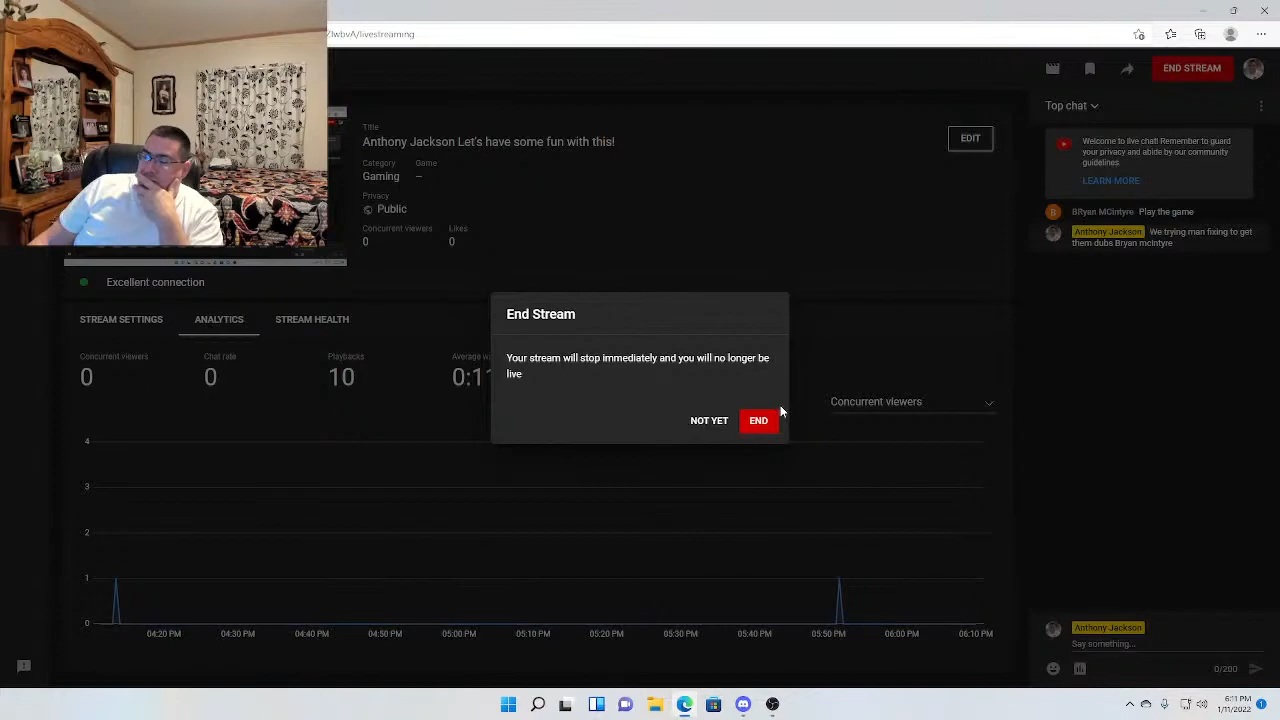 /lwbvA/livestreaming
END STREAM
Title
Anthony Jackson Let's have some fun with this!
EDIT
Category Game
Gaming –
Privacy
Public
Concurrent viewers Likes
0 0
Excellent connection
STREAM SETTINGS ANALYTICS STREAM HEALTH
Concurrent viewers Chat rate Playbacks
0 0 10
Concurrent viewers
4
3
2
1
0
04:20 PM 04:30 PM 04:40 PM 04:50 PM 05:00 PM 05:10 PM 05:20 PM 05:30 PM 05:40 PM 05:50 PM 06:00 PM 06:10 PM
End Stream
Your stream will stop immediately and you will no longer be
live
NOT YET END
Top chat
Welcome to live chat! Remember to guard
your privacy and abide by our community
guidelines.
LEARN MORE
B BRyan MCintyre Play the game
Anthony Jackson We trying man fixing to get
them dubs Bryan mcIntyre
Anthony Jackson
Say something...
0/200
1/11/2022